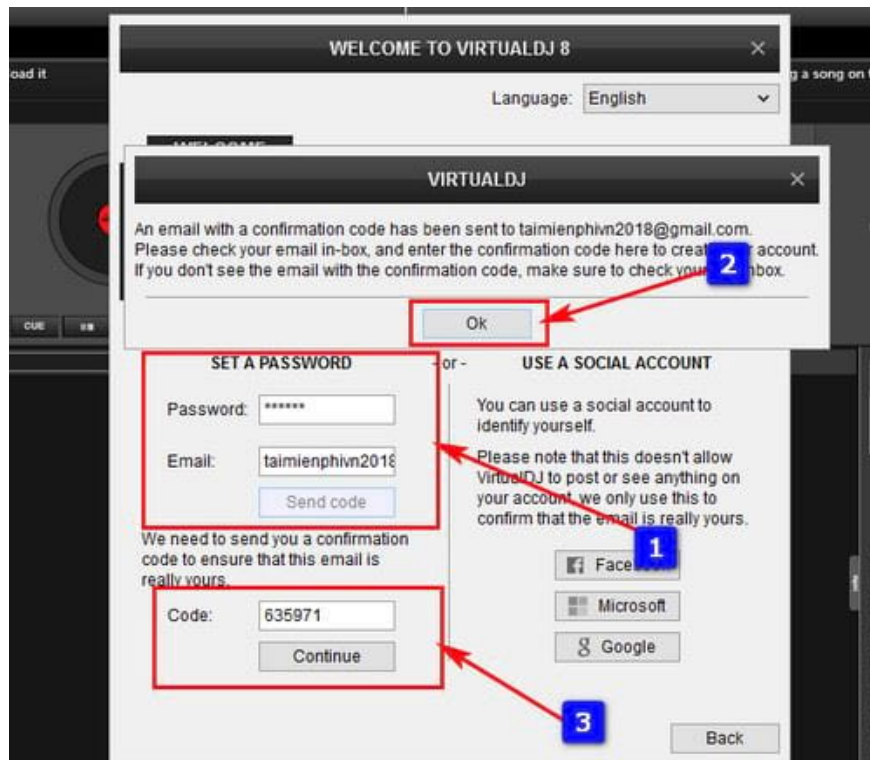 WELCOME TO VIRTUALDJ 8
oad it
g a song on
Language: English
VIRTUALDJ
An email with a confirmation code has been sent to taimienphivn2018@gmail.com.
Please check your email in-box, and enter the confirmation code here to account.
If you don't see the email with the confirmation code, make sure to check
2
Ok
CUE
SET A PASSWORD
- or -
USE A SOCIAL ACCOUNT
Password: ******
Email: taimienphivn2018
Send code
We need to send you a confirmation
code to ensure that this email is
really yours.
Code: 635971
Continue
You can use a social account to
identify yourself.
Please note that this doesn't allow
VirtualDJ to post or see anything on
your account, we only use this to
confirm that the email is really yours.
1
Microsoft
Google
3
Back